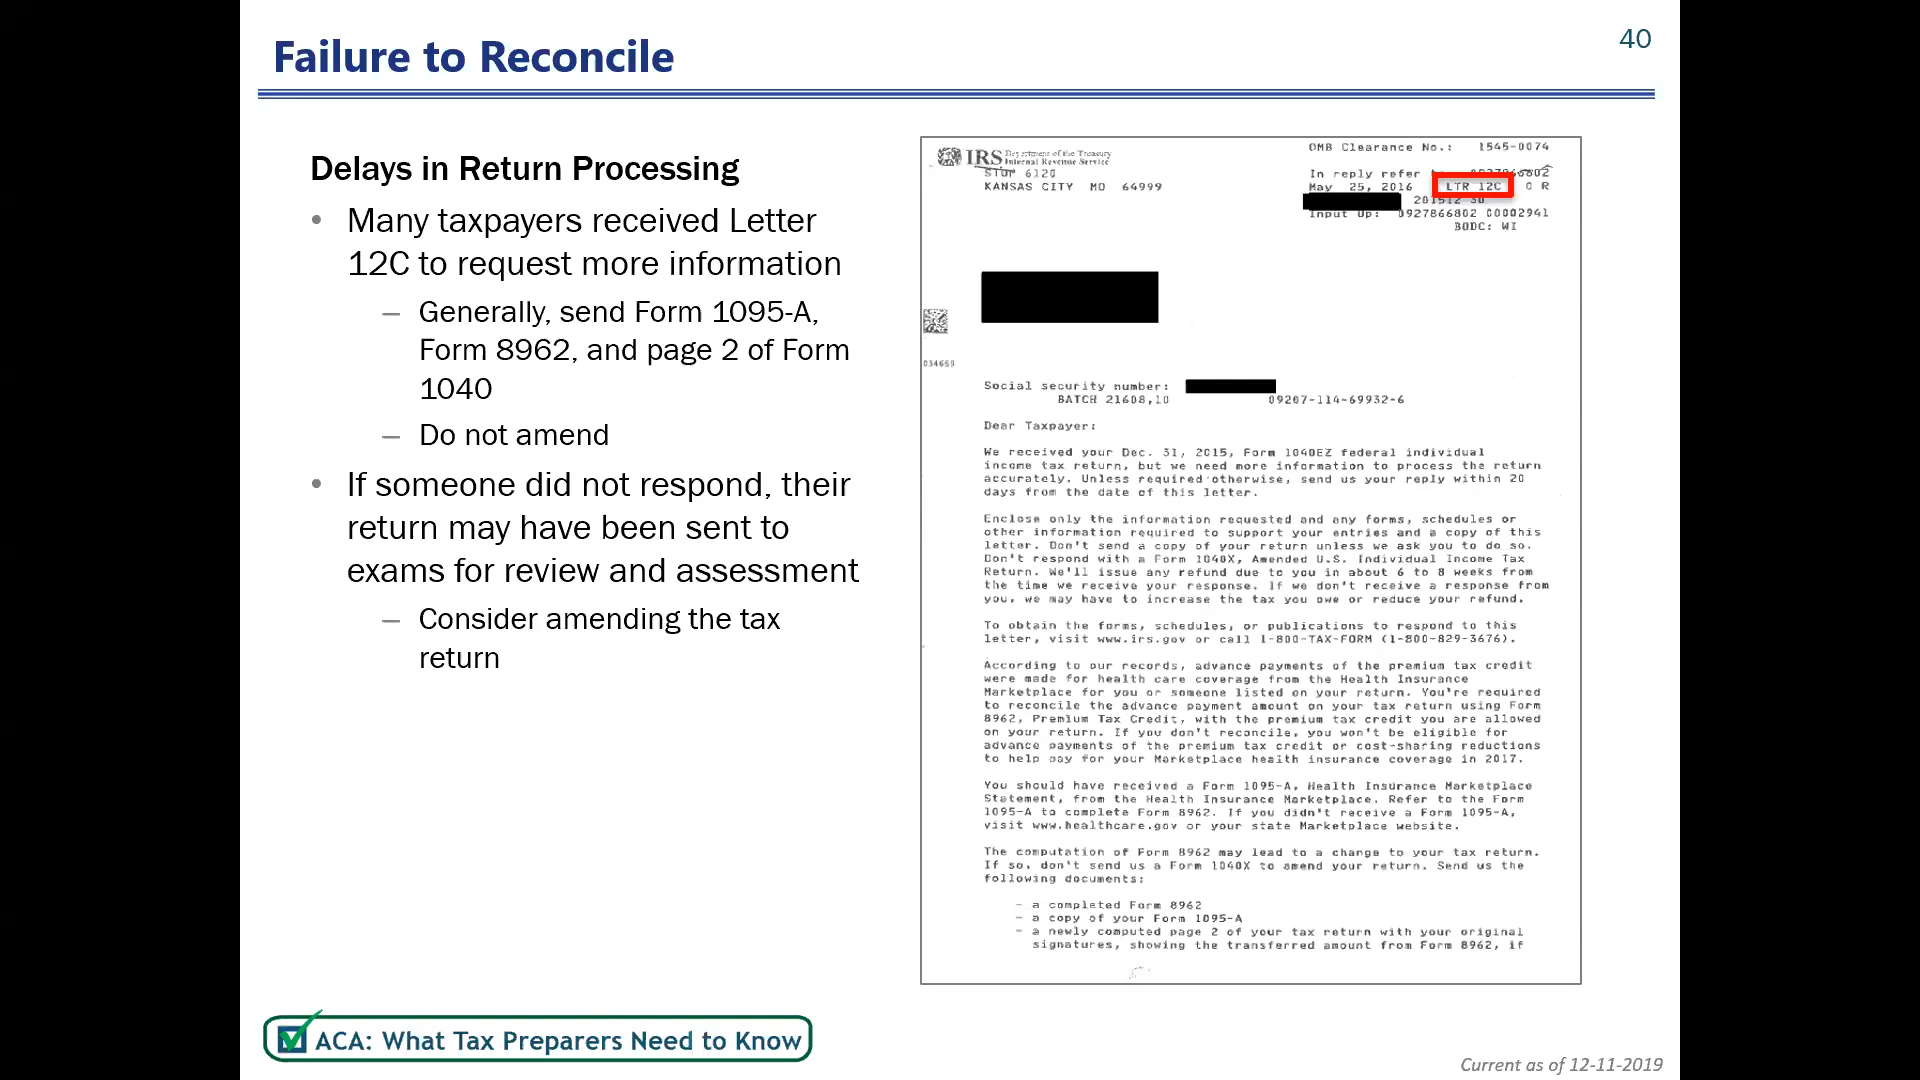 Failure to Reconcile
40
Delays in Return Processing
• Many taxpayers received Letter
12C to request more information
– Generally, send Form 1095-A,
Form 8962, and page 2 of Form
1040
– Do not amend
• If someone did not respond, their
return may have been sent to
exams for review and assessment
– Consider amending the tax
return
IRS Department of the Treasury
Internal Revenue Service
STOP 6120
KANSAS CITY MO 64999
OMB Clearance No.: 1545-0074
In reply refer
May 25, 2016 LTR 12C 0 R
201512 30
Input Op: 0927866802 00002941
BODC: WI
034659
Social security number:
BATCH 21608,10 09207-114-69932-6
Dear Taxpayer:
We received your Dec. 31, 2015, Form 1040EZ federal individual
income tax return, but we need more information to process the return
accurately. Unless required otherwise, send us your reply within 20
days from the date of this letter.
Enclose only the information requested and any forms, schedules or
other information required to support your entries and a copy of this
letter. Don't send a copy of your return unless we ask you to do so.
Don't respond with a Form 1040X, Amended U.S. Individual Income Tax
Return. We'll issue any refund due to you in about 6 to 8 weeks from
the time we receive your response. If we don't receive a response from
you, we may have to increase the tax you owe or reduce your refund.
To obtain the forms, schedules, or publications to respond to this
letter, visit www.irs.gov or call 1-800-TAX-FORM (1-800-829-3676).
According to our records, advance payments of the premium tax credit
were made for health care coverage from the Health Insurance
Marketplace for you or someone listed on your return. You're required
to reconcile the advance payment amount on your tax return using Form
8962, Premium Tax Credit, with the premium tax credit you are allowed
on your return. If you don't reconcile, you won't be eligible for
advance payments of the premium tax credit or cost-sharing reductions
to help pay for your Marketplace health insurance coverage in 2017.
You should have received a Form 1095-A, Health Insurance Marketplace
Statement, from the Health Insurance Marketplace. Refer to the Form
1095-A to complete Form 8962. If you didn't receive a Form 1095-A,
visit www.healthcare.gov or your state Marketplace website.
The computation of Form 8962 may lead to a change to your tax return.
If so, don't send us a Form 1040X to amend your return. Send us the
following documents:
- a completed Form 8962
- a copy of your Form 1095-A
- a newly computed page 2 of your tax return with your original
signatures, showing the transferred amount from Form 8962, if
ACA: What Tax Preparers Need to Know
Current as of 12-11-2019